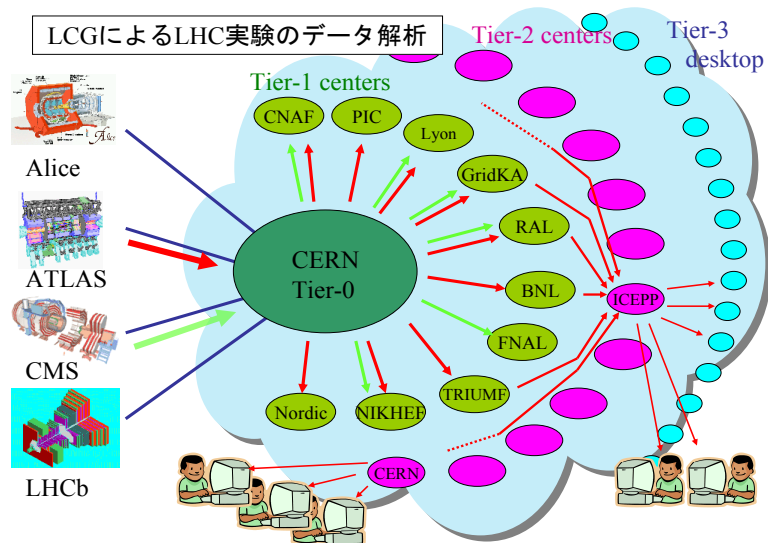 LCGによるLHC実験のデータ解析
Tier-2 centers
Tier-3
desktop
Tier-1 centers
CNAF
PIC
Lyon
Alice
GridKA
RAL
ATLAS
CERN
Tier-0
BNL
ICEPP
FNAL
CMS
TRIUMF
Nordic
NIKHEF
CERN
LHCb